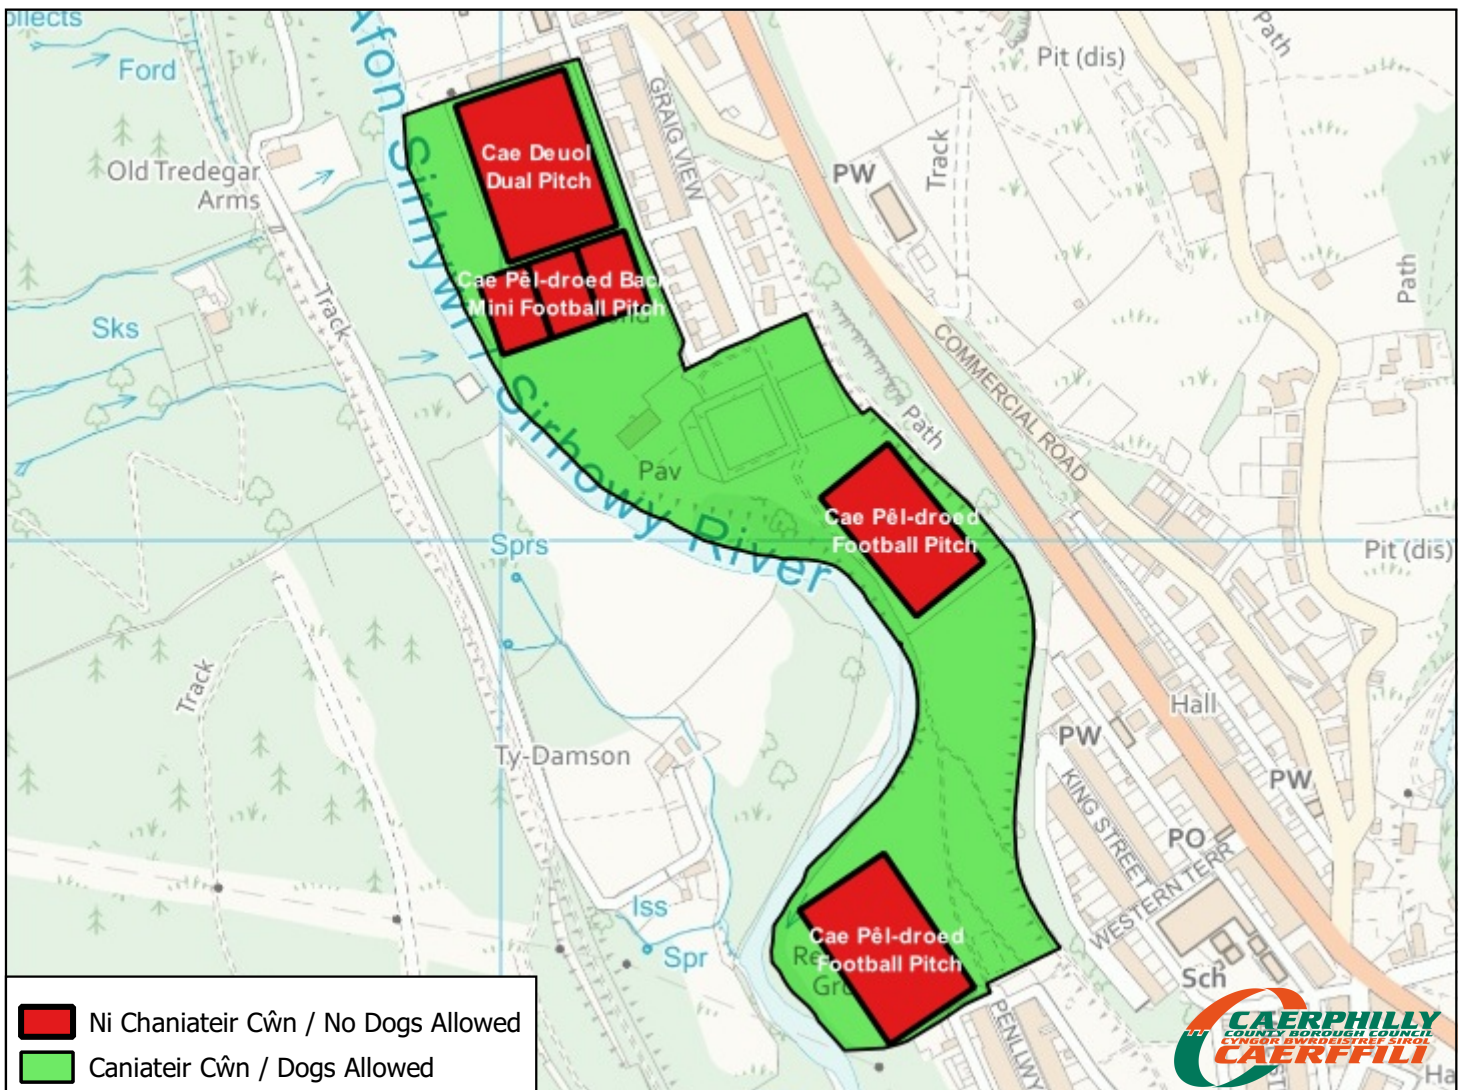 Ford
Afon Sirhywi
Sirhowy River
Old Tredegar
Arms
Track
Sks
Cae Deuol
Dual Pitch
Cae Pêl-droed Bach
Mini Football Pitch
GRAIG VIEW
Pit (dis)
Path
PW
Track
Path
COMMERCIAL ROAD
Path
Pav
Cae Pêl-droed
Football Pitch
Pit (dis)
Sprs
Track
Ty-Damson
Hall
PW
PW
KING STREET
PO
WESTERN TERR
Iss
Spr
Cae Pêl-droed
Football Pitch
Sch
PENLLWY
Ni Chaniateir Cŵn / No Dogs Allowed
Caniateir Cŵn / Dogs Allowed
CAERPHILLY
COUNTY BOROUGH COUNCIL
CYNGOR BWRDEISTREF SIROL
CAERFFILI